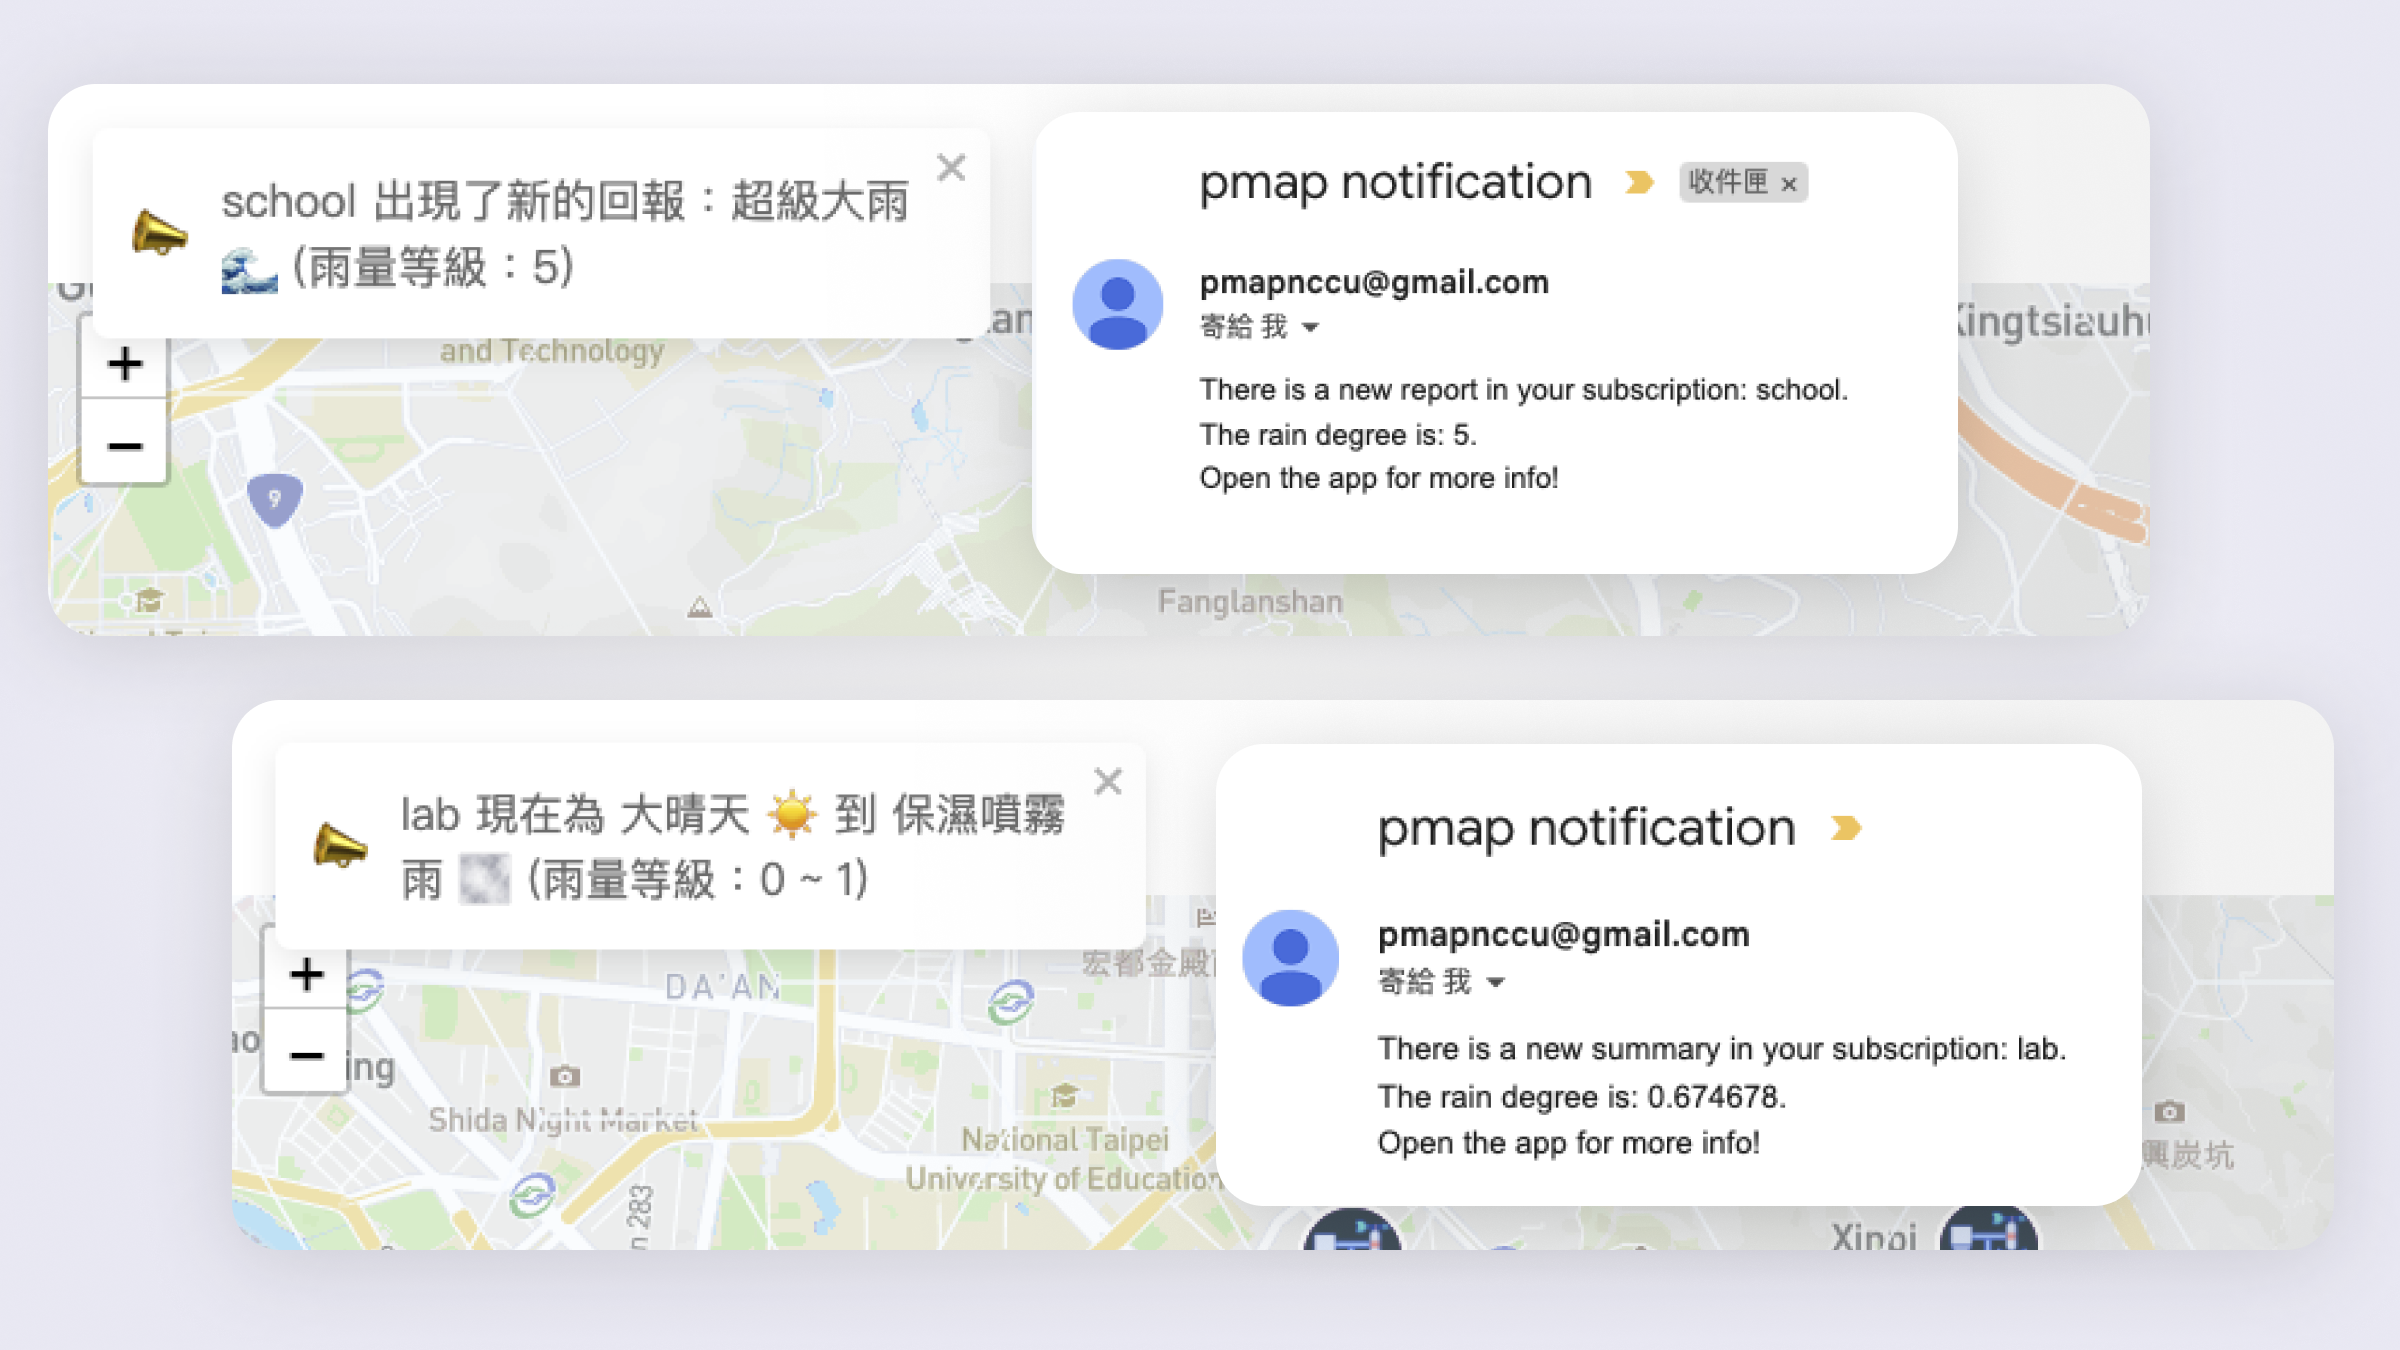 school 出現了新的回報：超級大雨
🌊 (雨量等級：5)
pmap notification
收件匣 ×
pmapnccu@gmail.com
寄給 我
There is a new report in your subscription: school.
The rain degree is: 5.
Open the app for more info!
and Technology
9
Fanglanshan
lab 現在為 大晴天 ☀️ 到 保濕噴霧
雨 (雨量等級：0 ~ 1)
pmap notification
pmapnccu@gmail.com
寄給 我
There is a new summary in your subscription: lab.
The rain degree is: 0.674678.
Open the app for more info!
DA'AN
宏都金殿
ing
Shida Night Market
National Taipei
University of Education
283
興炭坑
Xinpi